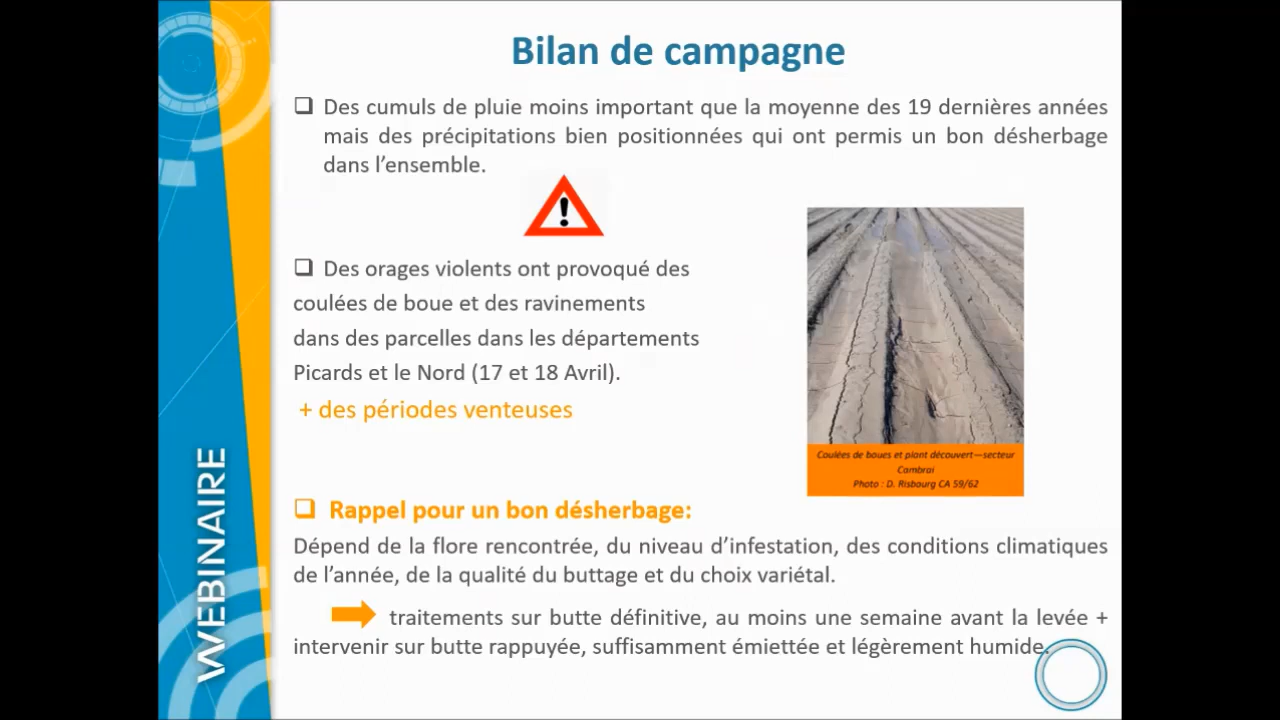 Bilan de campagne
❑ Des cumuls de pluie moins important que la moyenne des 19 dernières années
mais des précipitations bien positionnées qui ont permis un bon désherbage
dans l'ensemble.
!
❑ Des orages violents ont provoqué des
coulées de boue et des ravinements
dans des parcelles dans les départements
Picards et le Nord (17 et 18 Avril).
+ des périodes venteuses
Coulées de boues et plant découvert—secteur
Cambrai
Photo : D. Risbourg CA 59/62
❑ Rappel pour un bon désherbage:
Dépend de la flore rencontrée, du niveau d'infestation, des conditions climatiques
de l'année, de la qualité du buttage et du choix variétal.
traitements sur butte définitive, au moins une semaine avant la levée +
intervenir sur butte rappuyée, suffisamment émiettée et légèrement humide.
WEBINAIRE